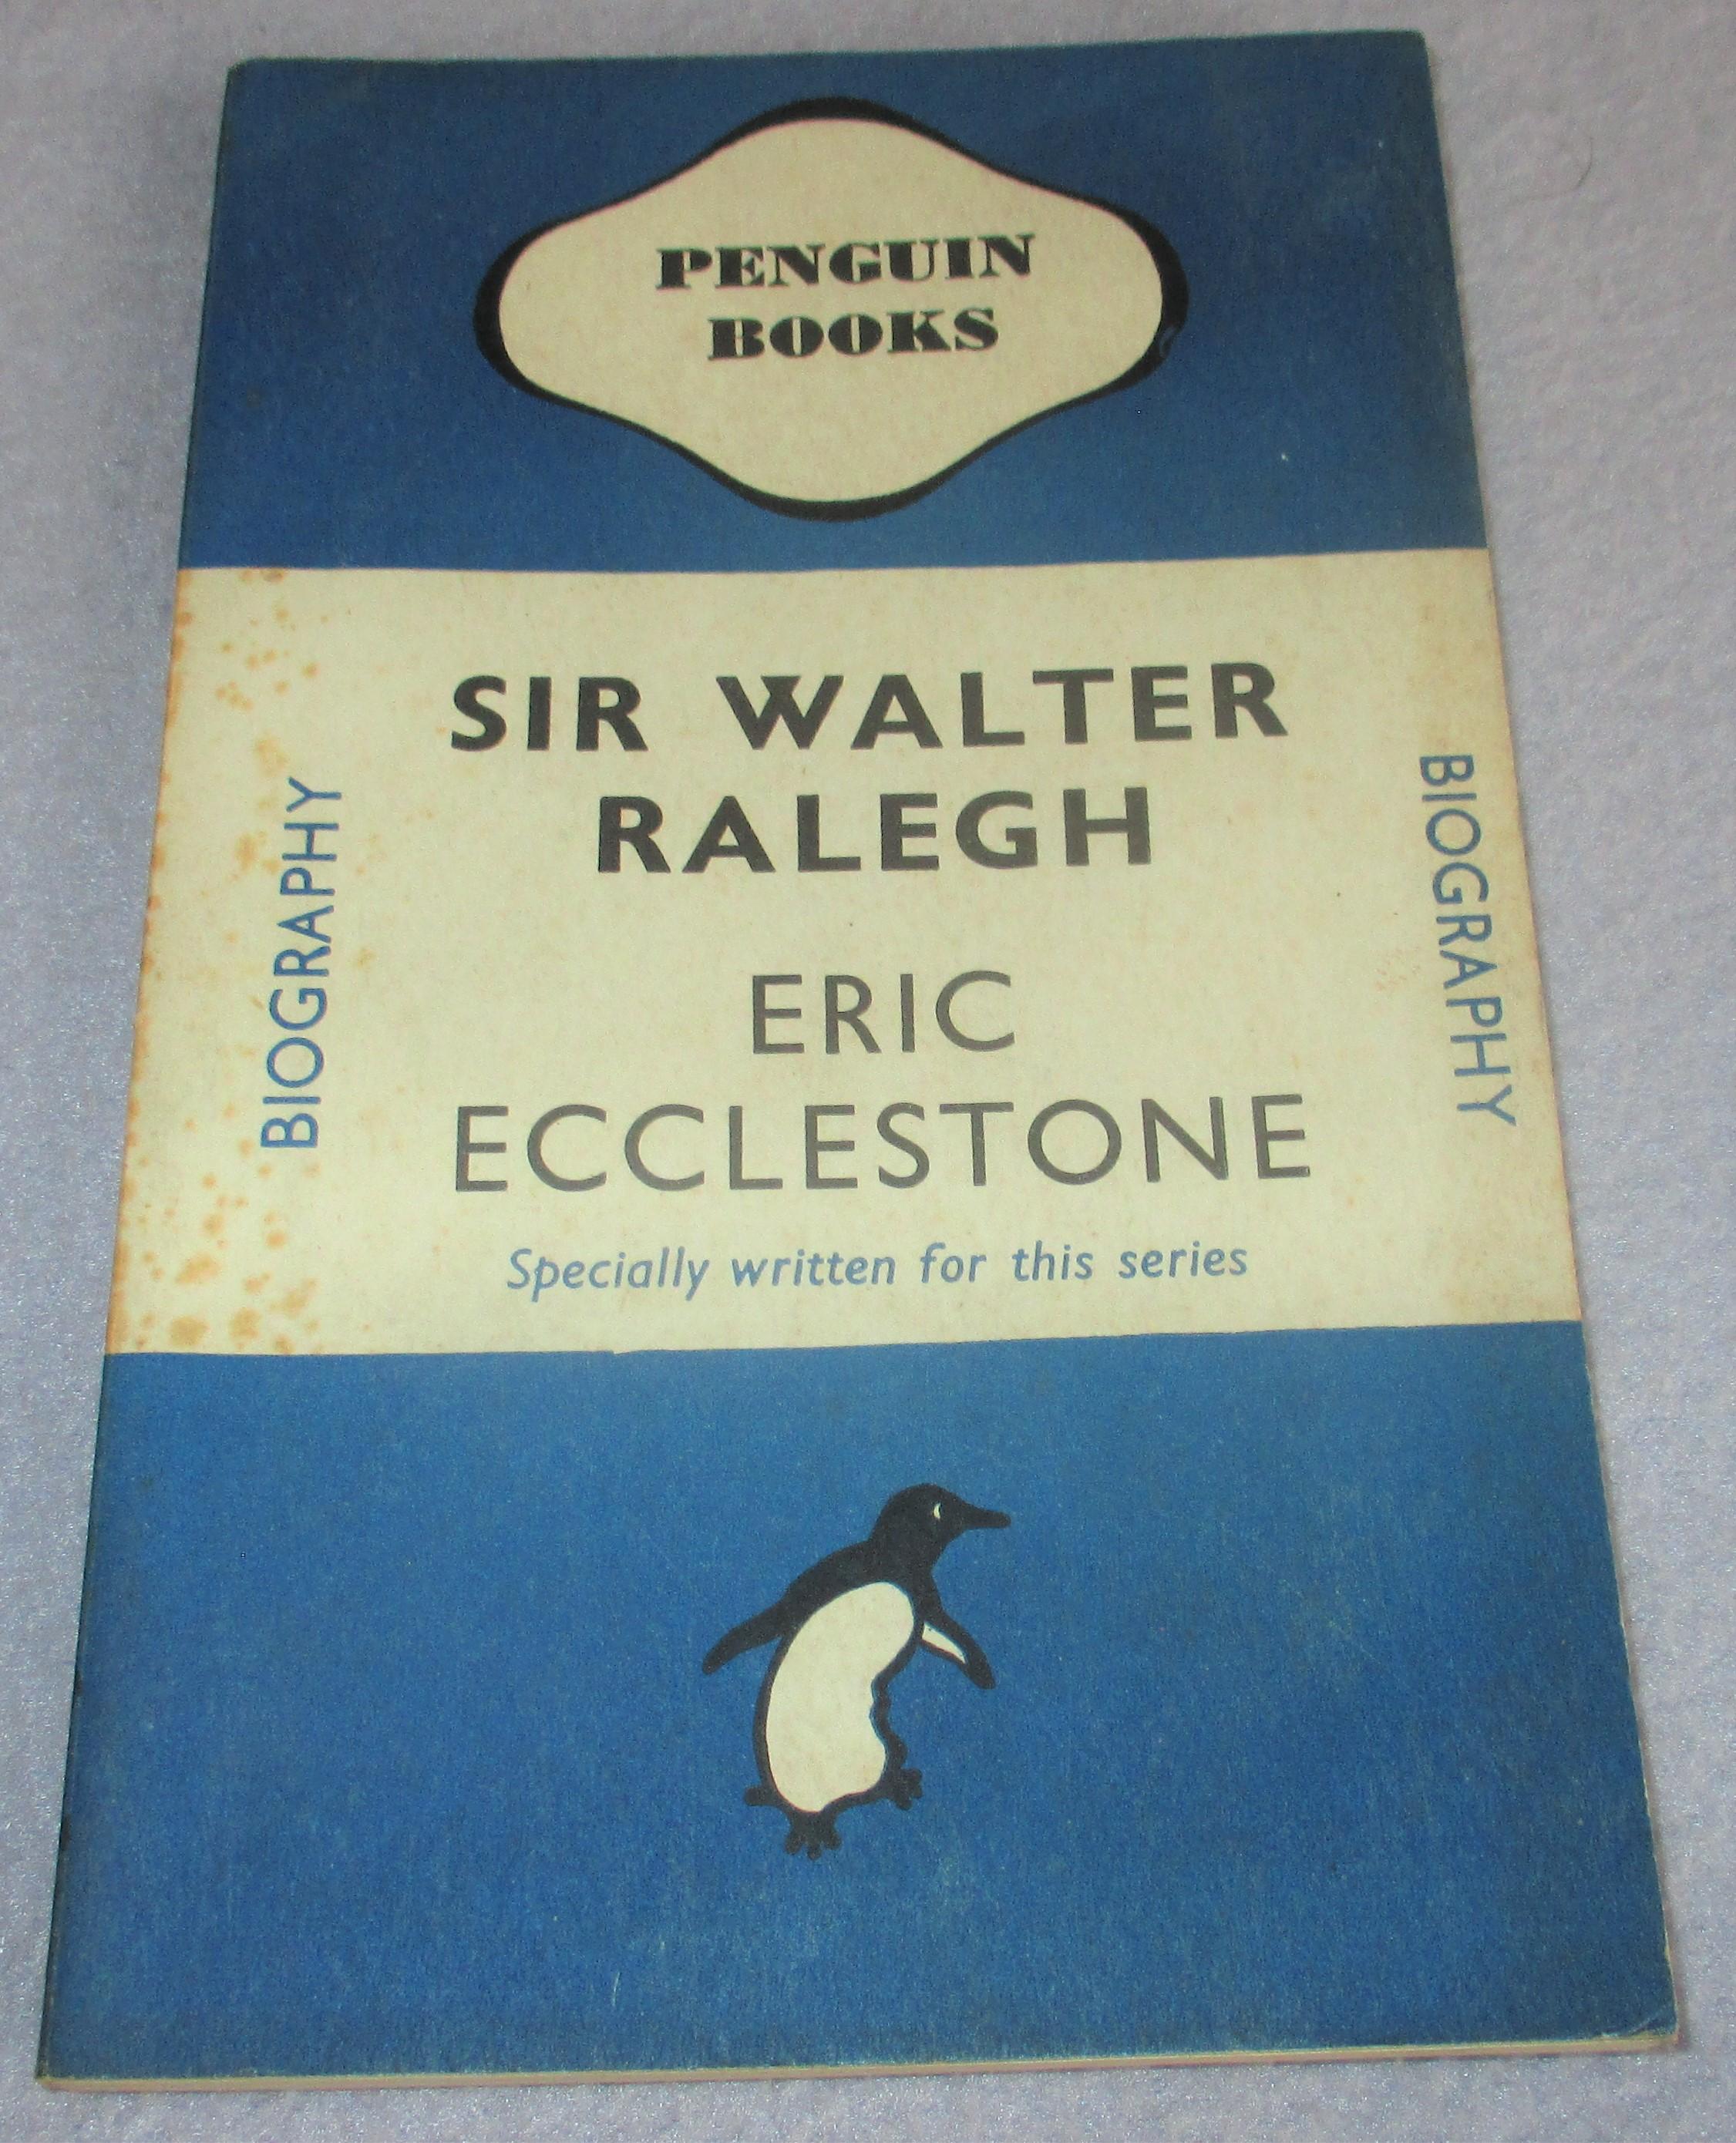 PENGUIN
BOOKS
SIR WALTER
RALEGH
BIOGRAPHY
BIOGRAPHY
ERIC
ECCLESTONE
Specially written for this series